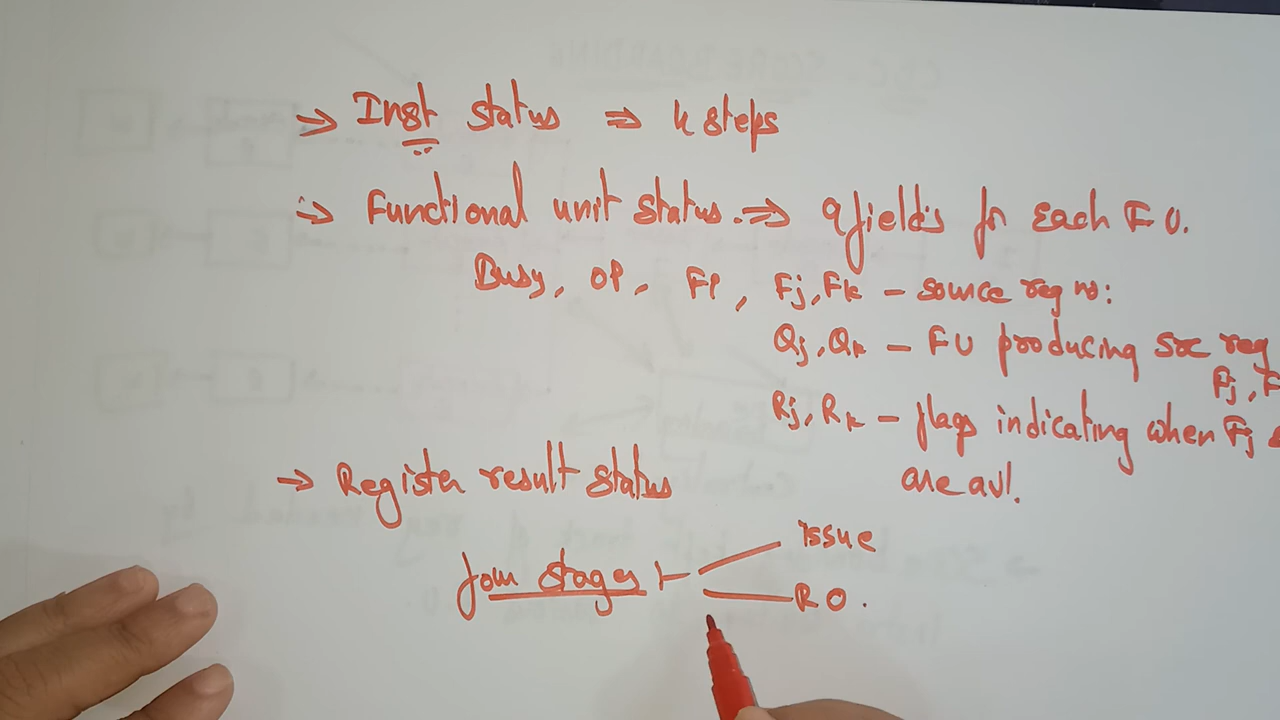 → Inst status ⇒ 4 steps
→ Functional unit status. ⇒ 9 fields for each FU.
Busy, OP, FP, Fj, Fk – source reg no:
Qj, Qk – FU producing src reg
Fj, F
Rj, Rk – flags indicating when Fj
are avl.
→ Register result status
four stages
issue
RO.